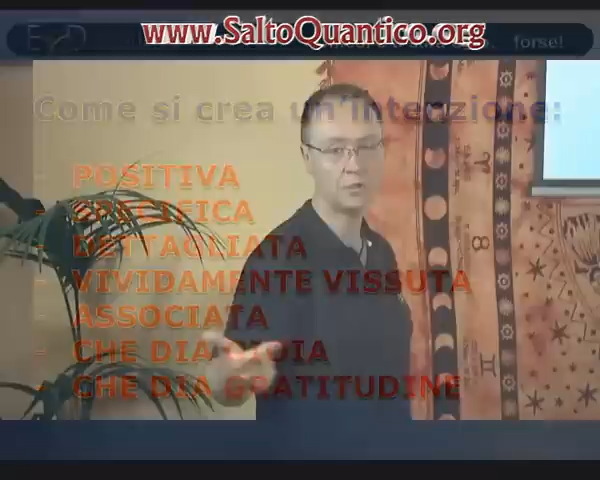 www.SaltoQuantico.org
forse!
Come si crea un'intenzione:
- POSITIVA
- SPECIFICA
- DETTAGLIATA
- VIVIDAMENTE VISSUTA
- ASSOCIATA
- CHE DIA GIOIA
- CHE DIA GRATITUDINE